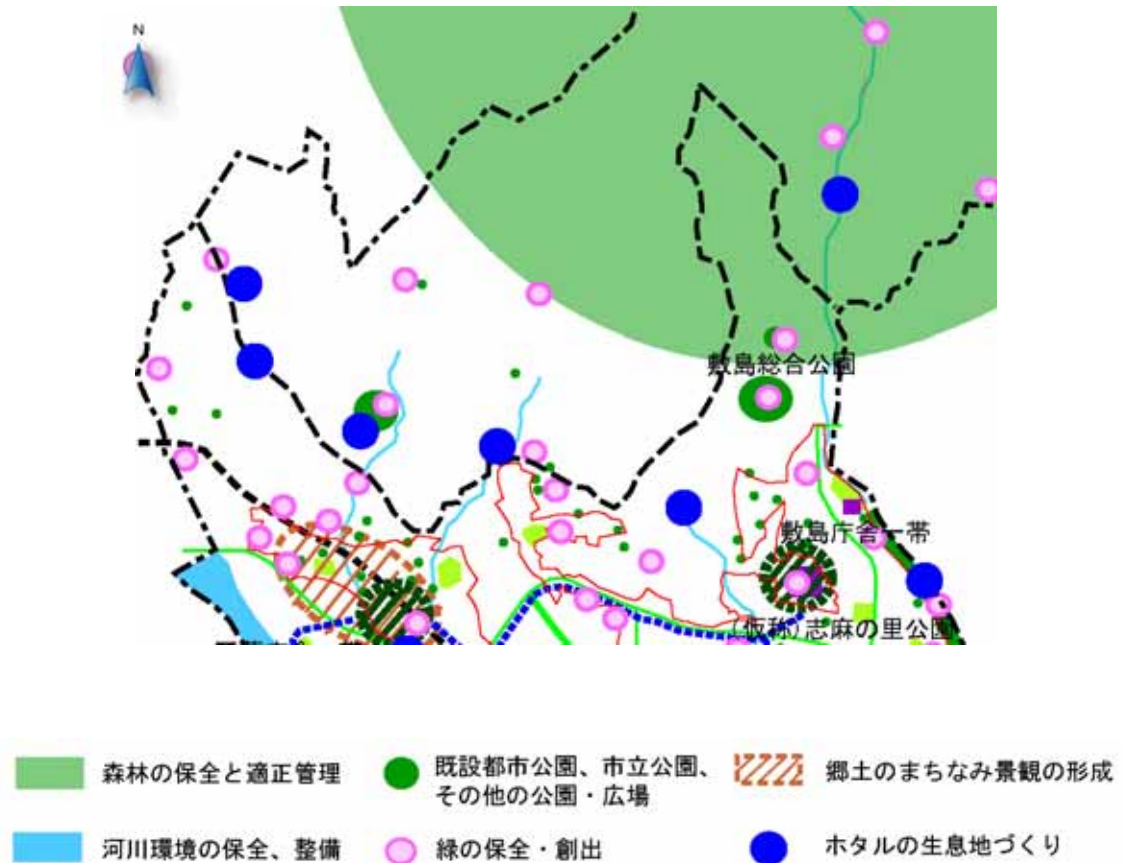 N
敷島総合公園
敷島庁舎一帯
(仮称)志麻の里公園
森林の保全と適正管理
既設都市公園、市立公園、
その他の公園・広場
郷土のまちなみ景観の形成
河川環境の保全、整備
緑の保全・創出
ホタルの生息地づくり